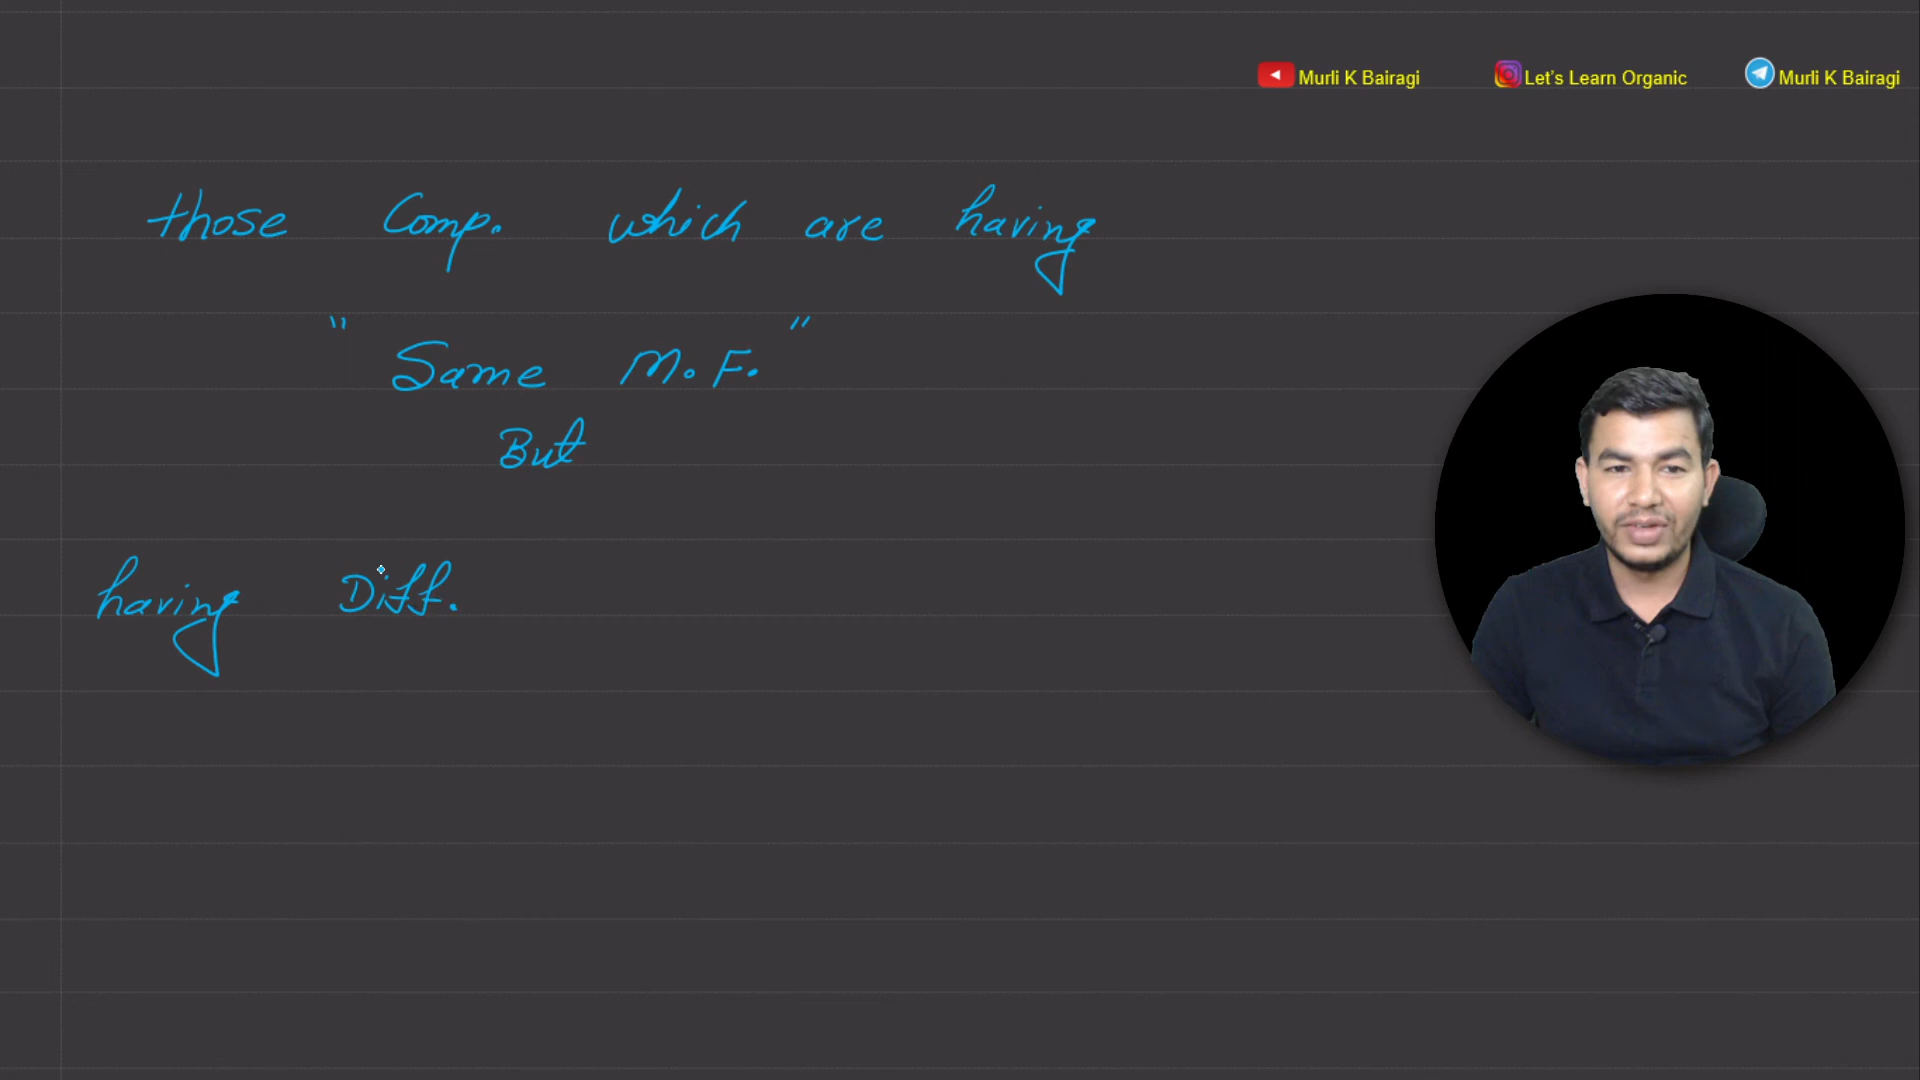 Murli K Bairagi Let's Learn Organic Murli K Bairagi
those Comp. which are having
" Same M.F. "
But
having Diff.